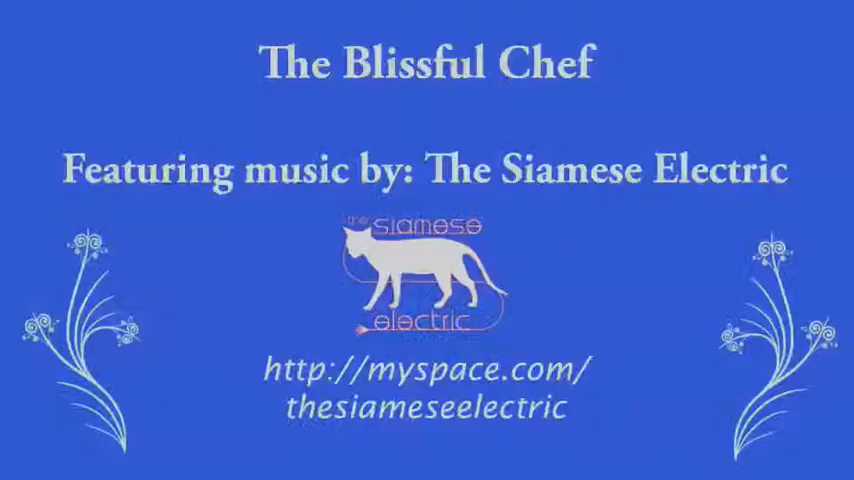 The Blissful Chef
Featuring music by: The Siamese Electric
the siamese
electric
http://myspace.com/
thesiameseelectric